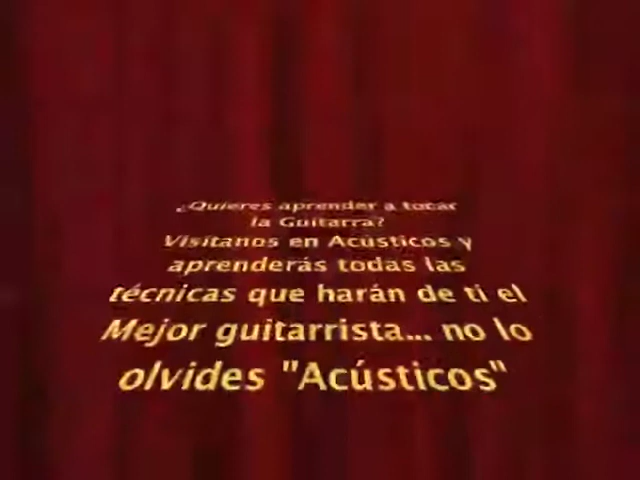 ¿Quieres aprender a tocar
la Guitarra?
Visítanos en Acústicos y
aprenderás todas las
técnicas que harán de ti el
Mejor guitarrista... no lo
olvides "Acústicos"